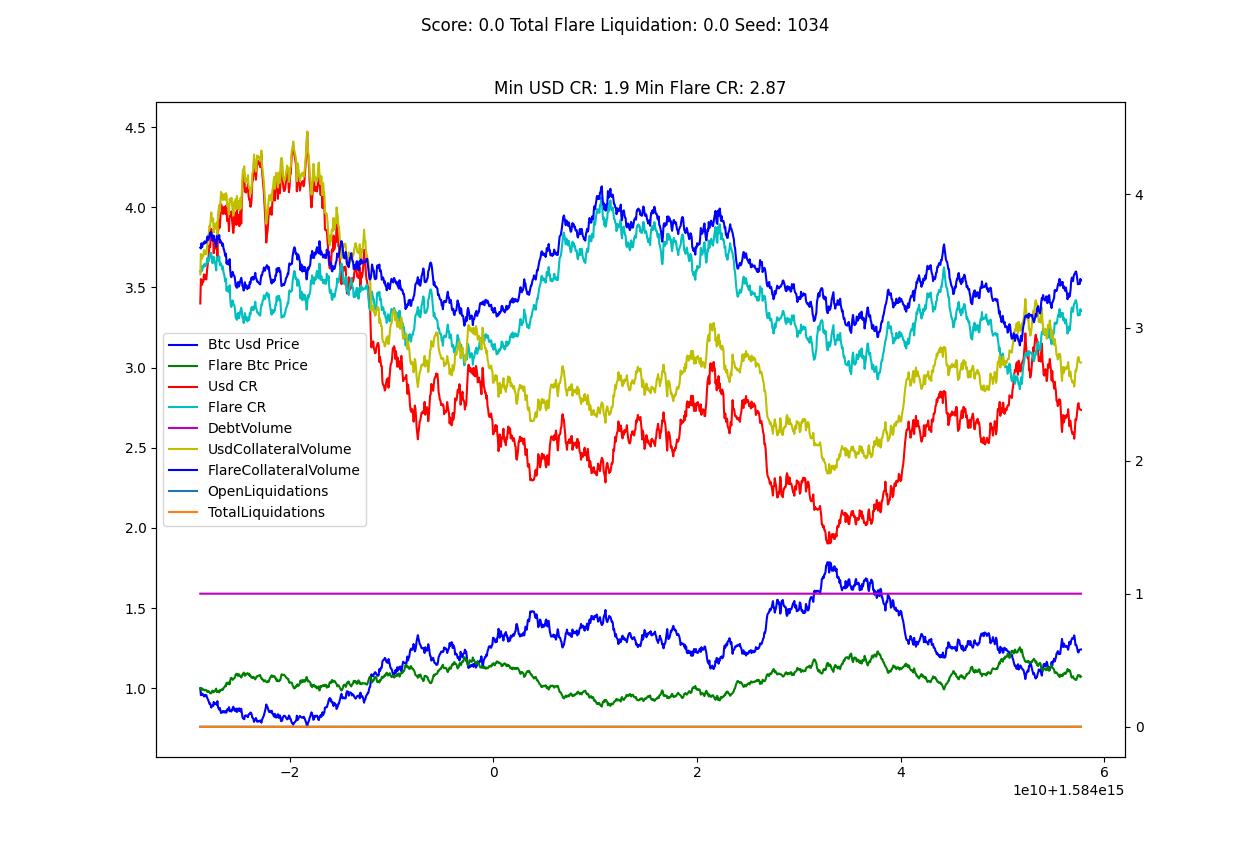 Score: 0.0 Total Flare Liquidation: 0.0 Seed: 1034
Min USD CR: 1.9 Min Flare CR: 2.87
4.5
4.0
3.5
3.0
2.5
2.0
1.5
1.0
4
3
2
1
0
Btc Usd Price
Flare Btc Price
Usd CR
Flare CR
DebtVolume
UsdCollateralVolume
FlareCollateralVolume
OpenLiquidations
TotalLiquidations
−2 0 2 4 6
1e10+1.584e15